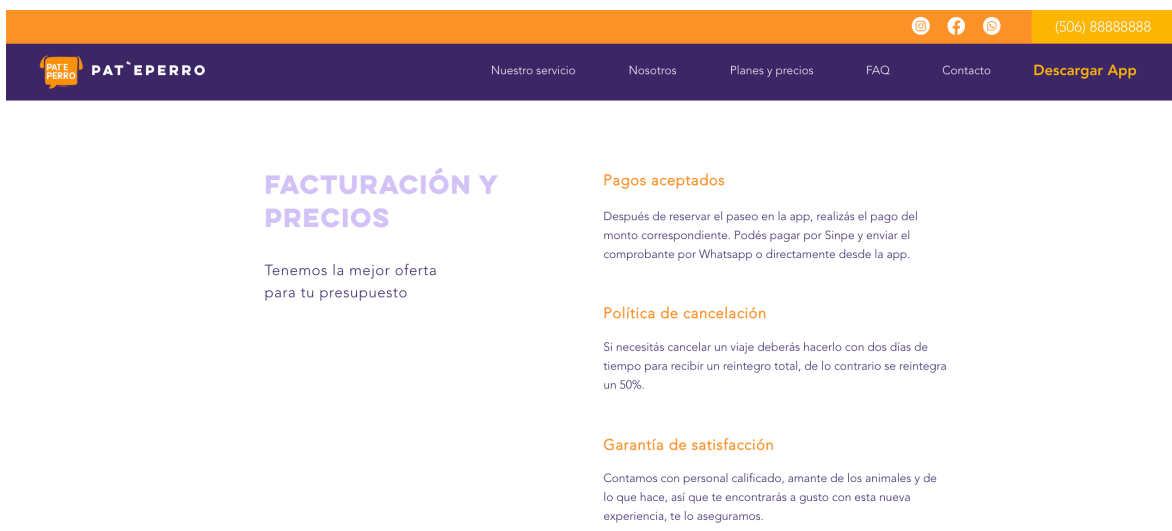 (506) 88888888
PAT'E
PERRO
PAT`EPERRO
Nuestro servicio
Nosotros
Planes y precios
FAQ
Contacto
Descargar App
FACTURACIÓN Y
PRECIOS
Tenemos la mejor oferta
para tu presupuesto
Pagos aceptados
Después de reservar el paseo en la app, realizás el pago del
monto correspondiente. Podés pagar por Sinpe y enviar el
comprobante por Whatsapp o directamente desde la app.
Política de cancelación
Si necesitás cancelar un viaje deberás hacerlo con dos días de
tiempo para recibir un reintegro total, de lo contrario se reintegra
un 50%.
Garantía de satisfacción
Contamos con personal calificado, amante de los animales y de
lo que hace, así que te encontrarás a gusto con esta nueva
experiencia, te lo aseguramos.